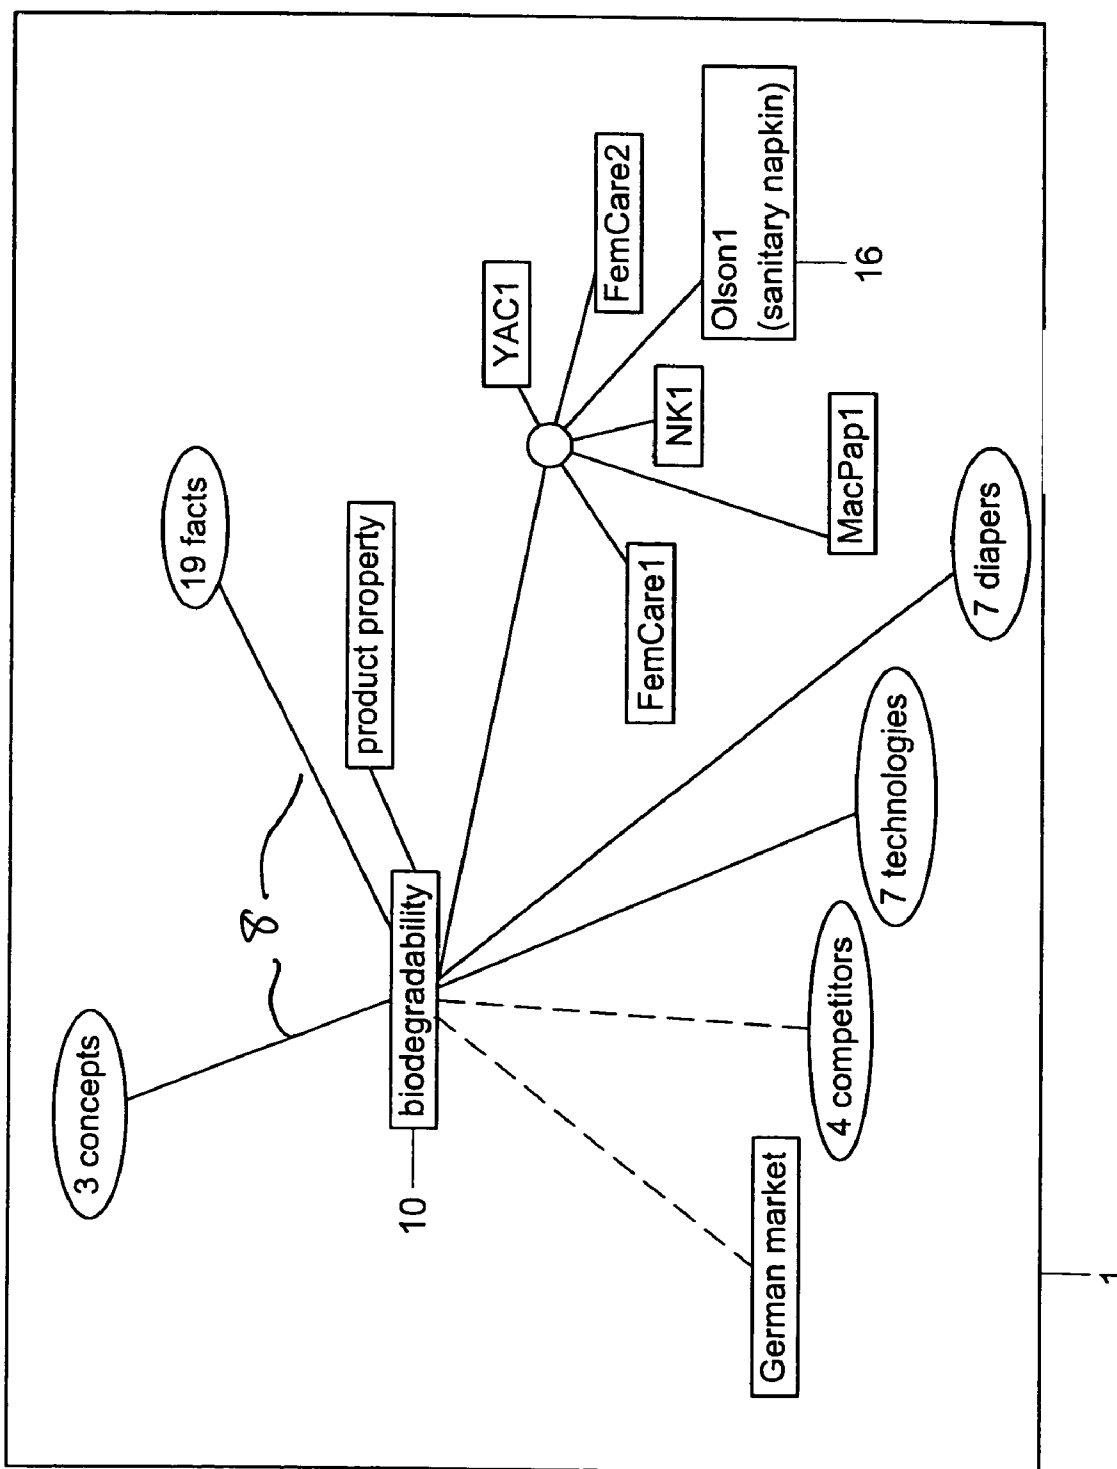 3 concepts
19 facts
8
product property
10
biodegradability
YAC1
FemCare2
FemCare1
NK1
Olson1
(sanitary napkin)
16
MacPap1
German market
4 competitors
7 technologies
7 diapers
1